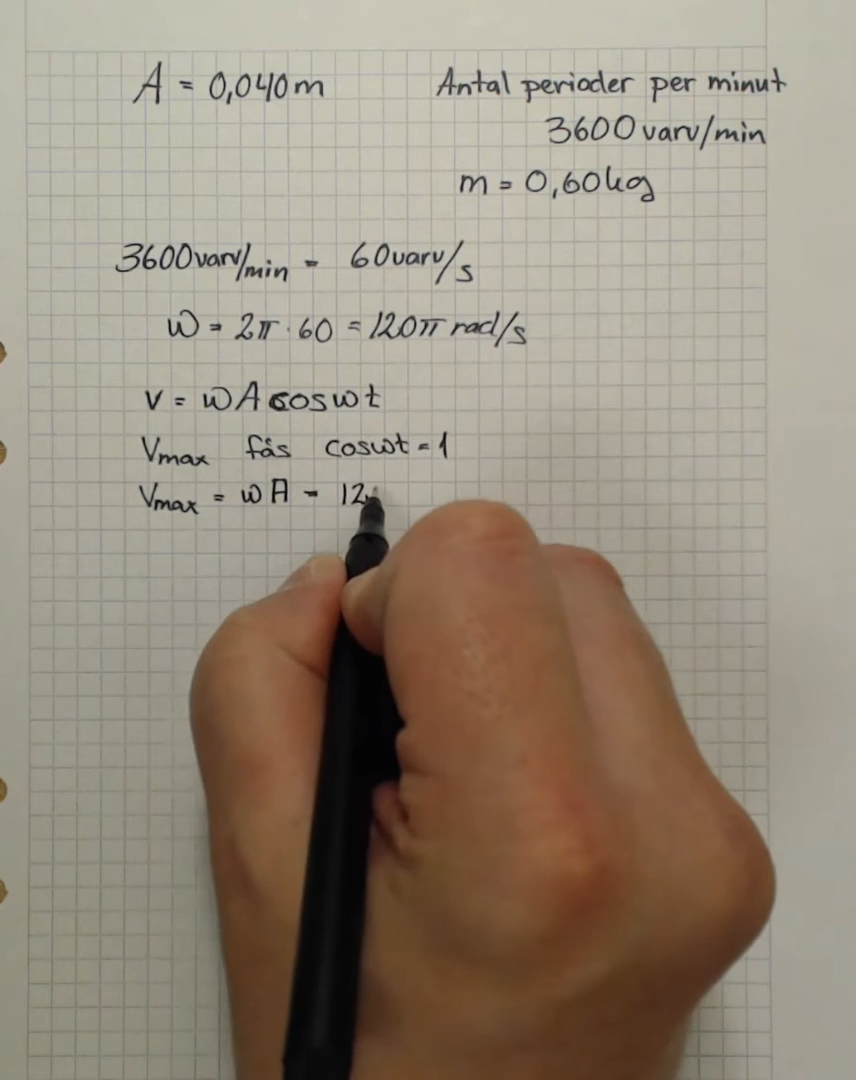 A = 0,040m
Antal perioder per minut
3600 varv/min
m = 0,60kg
3600varv/min = 60varv/s
ω = 2π · 60 = 120π rad/s
v = ωA cosωt
Vmax fås cosωt = 1
Vmax = ωA = 12